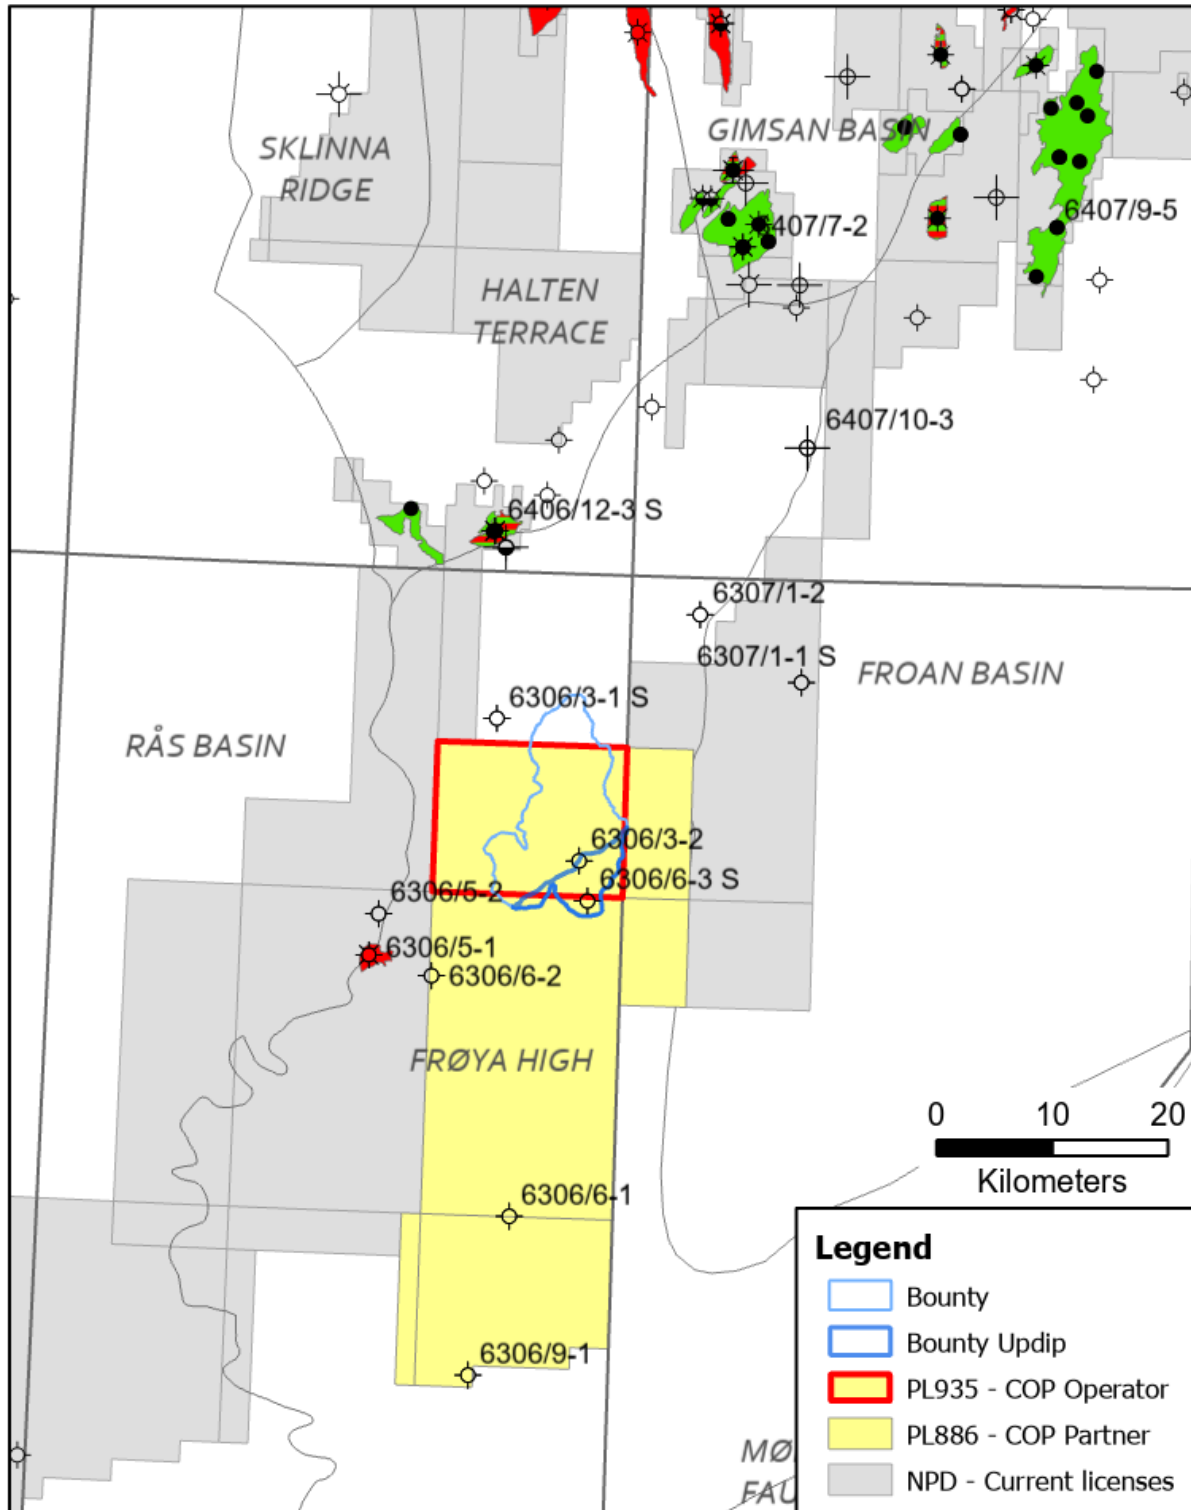 GIMSAN BASIN
SKLINNA
RIDGE
6407/7-2
6407/9-5
HALTEN
TERRACE
6407/10-3
6406/12-3 S
6307/1-2
6307/1-1 S
FROAN BASIN
6306/3-1 S
RÅS BASIN
6306/3-2
6306/6-3 S
6306/5-2
6306/5-1
6306/6-2
FRØYA HIGH
0 10 20
Kilometers
6306/6-1
6306/9-1
MØ
FAU
Legend
Bounty
Bounty Updip
PL935 - COP Operator
PL886 - COP Partner
NPD - Current licenses